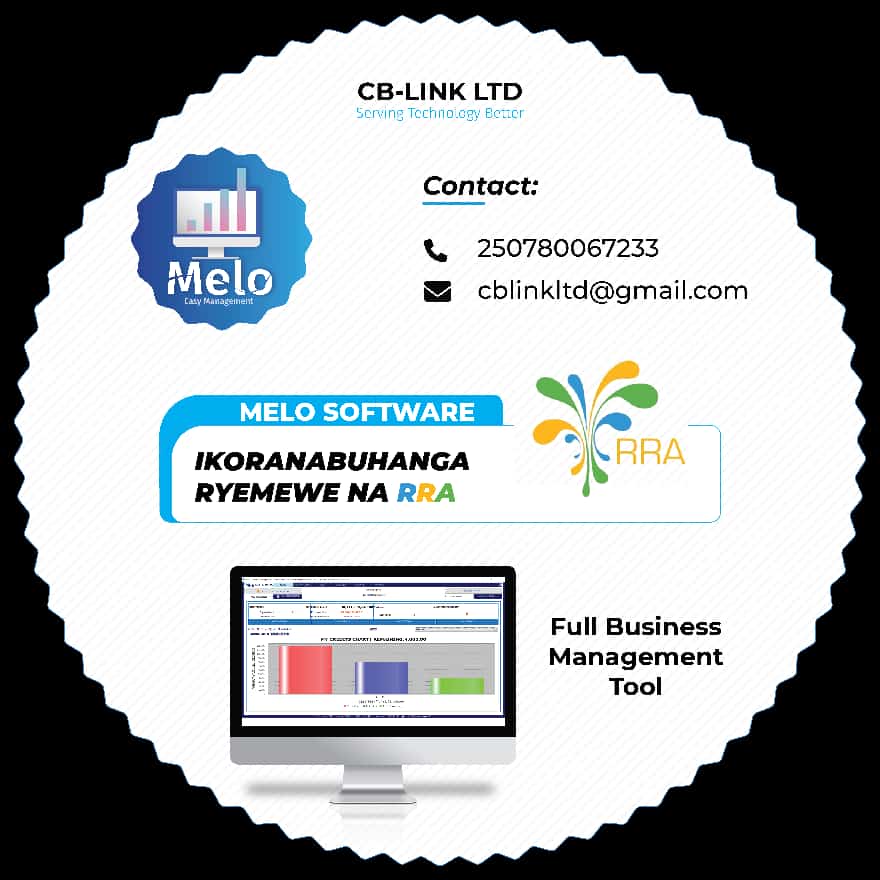 CB-LINK LTD
Serving Technology Better
Melo
Easy Management
Contact:
250780067233
cblinkltd@gmail.com
MELO SOFTWARE
IKORANABUHANGA
RYEMEWE NA RRA
RRA
Full Business
Management
Tool